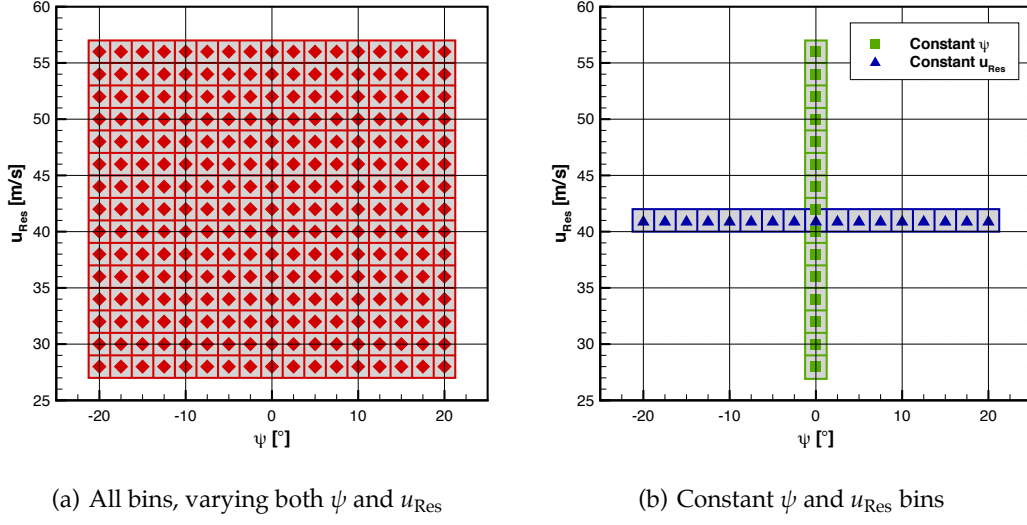 60
55
50
45
40
35
30
25
u_Res [m/s]
-20 -10 0 10 20
ψ [°]
(a) All bins, varying both ψ and u_Res
60
55
50
45
40
35
30
25
u_Res [m/s]
Constant ψ
Constant u_Res
-20 -10 0 10 20
ψ [°]
(b) Constant ψ and u_Res bins